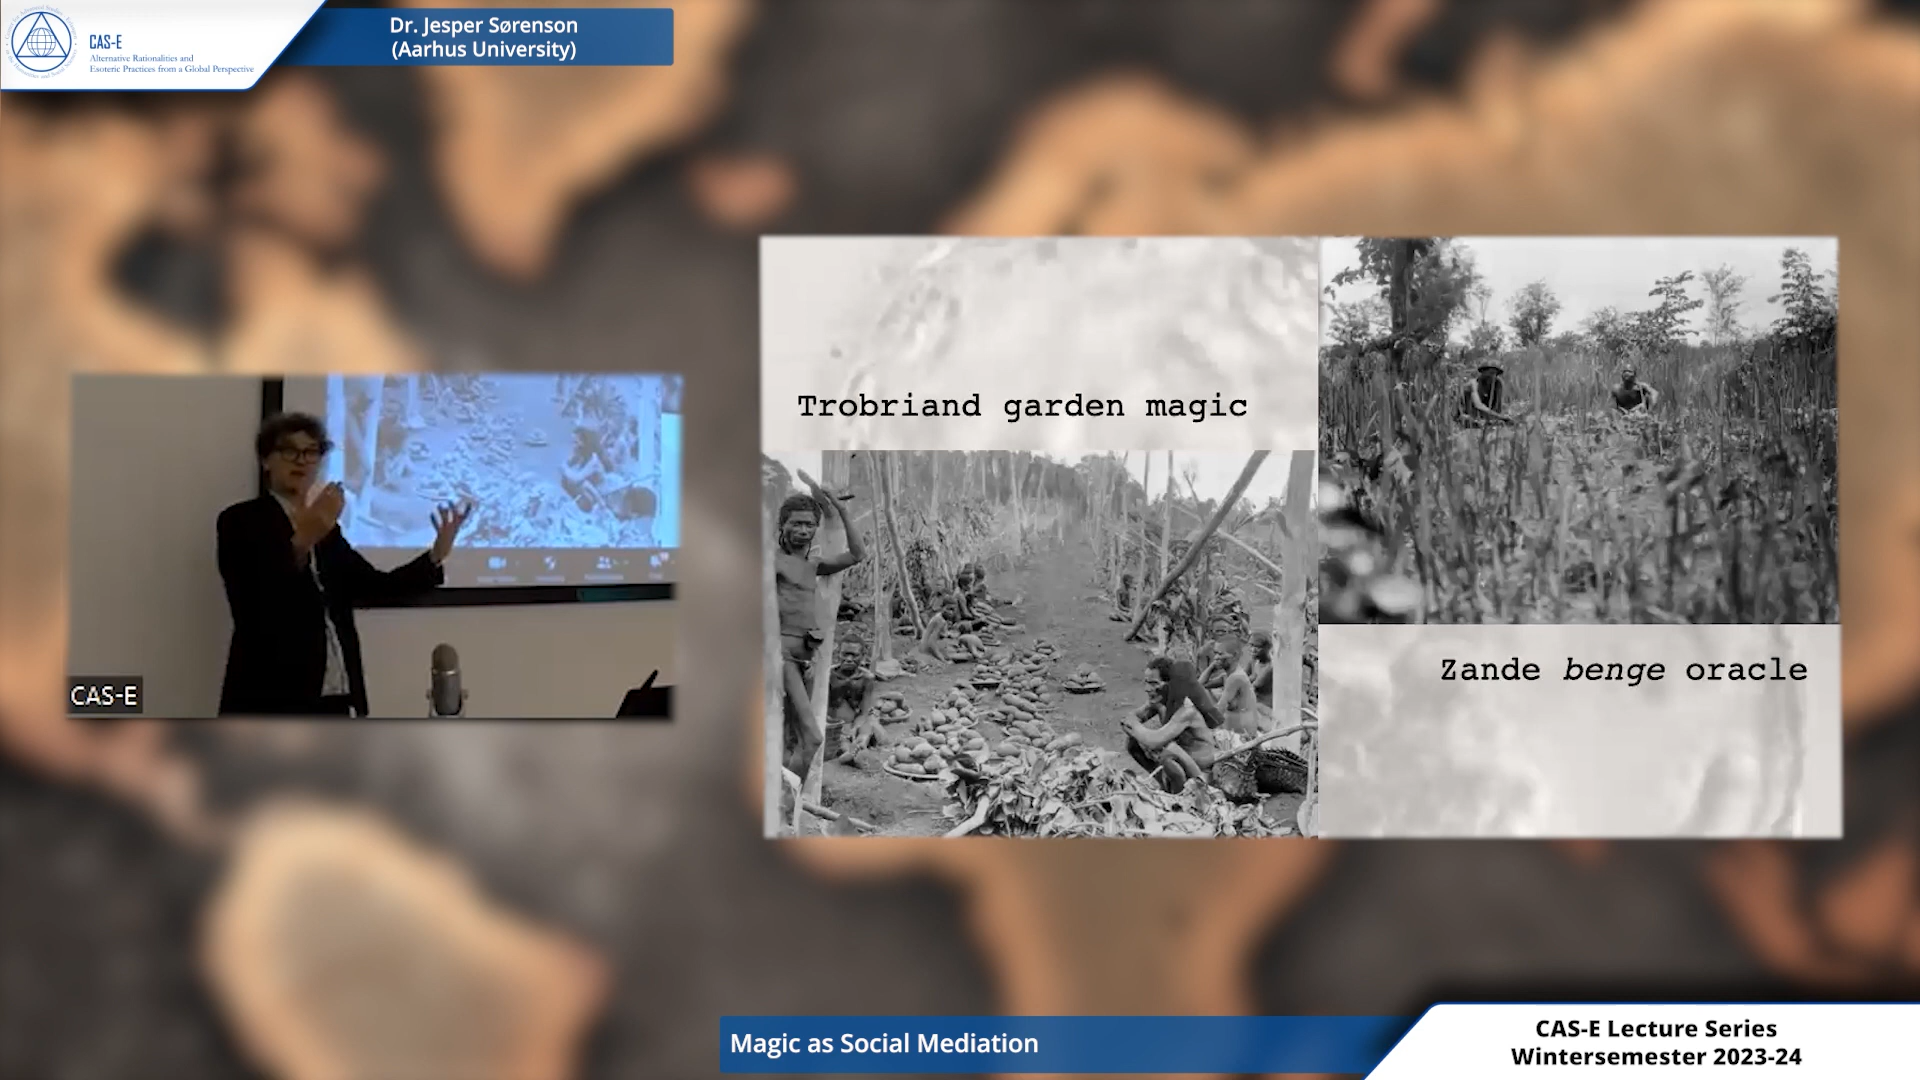 CAS-E
Alternative Rationalities and
Esoteric Practices from a Global Perspective
Dr. Jesper Sørenson
(Aarhus University)
Trobriand garden magic
Zande benge oracle
CAS-E
Magic as Social Mediation
CAS-E Lecture Series
Wintersemester 2023-24